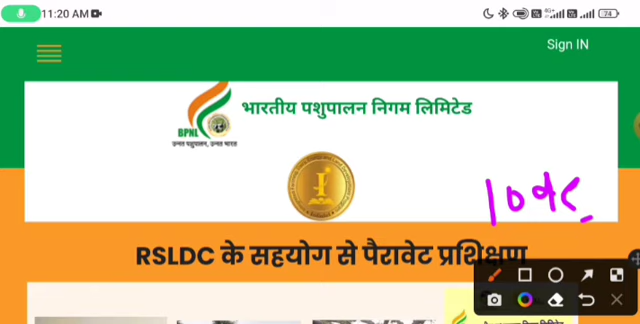 11:20 AM
74
Sign IN
भारतीय पशुपालन निगम लिमिटेड
BPNL
उन्नत पशुपालन, उन्नत भारत
RSLDC के सहयोग से पैरावेट प्रशिक्षण